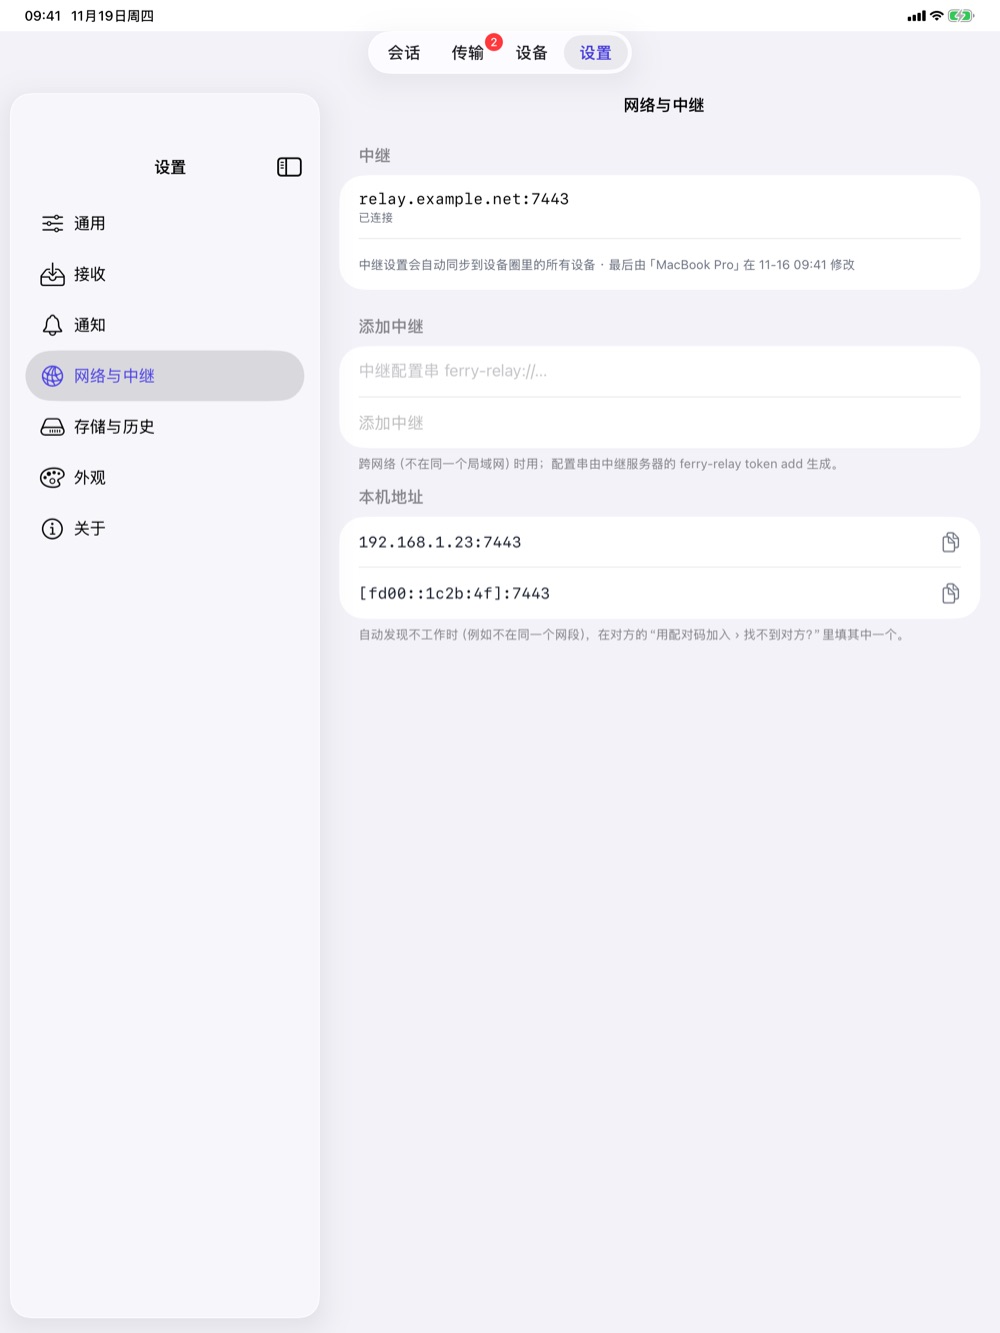 09:41 11月19日周四
会话 传输 2 设备 设置
设置
通用
接收
通知
网络与中继
存储与历史
外观
关于
网络与中继
中继
relay.example.net:7443
已连接
中继设置会自动同步到设备圈里的所有设备 · 最后由「MacBook Pro」在 11-16 09:41 修改
添加中继
中继配置串 ferry-relay://...
添加中继
跨网络（不在同一个局域网）时用；配置串由中继服务器的 ferry-relay token add 生成。
本机地址
192.168.1.23:7443
[fd00::1c2b:4f]:7443
自动发现不工作时（例如不在同一个网段），在对方的“用配对码加入 › 找不到对方？”里填其中一个。